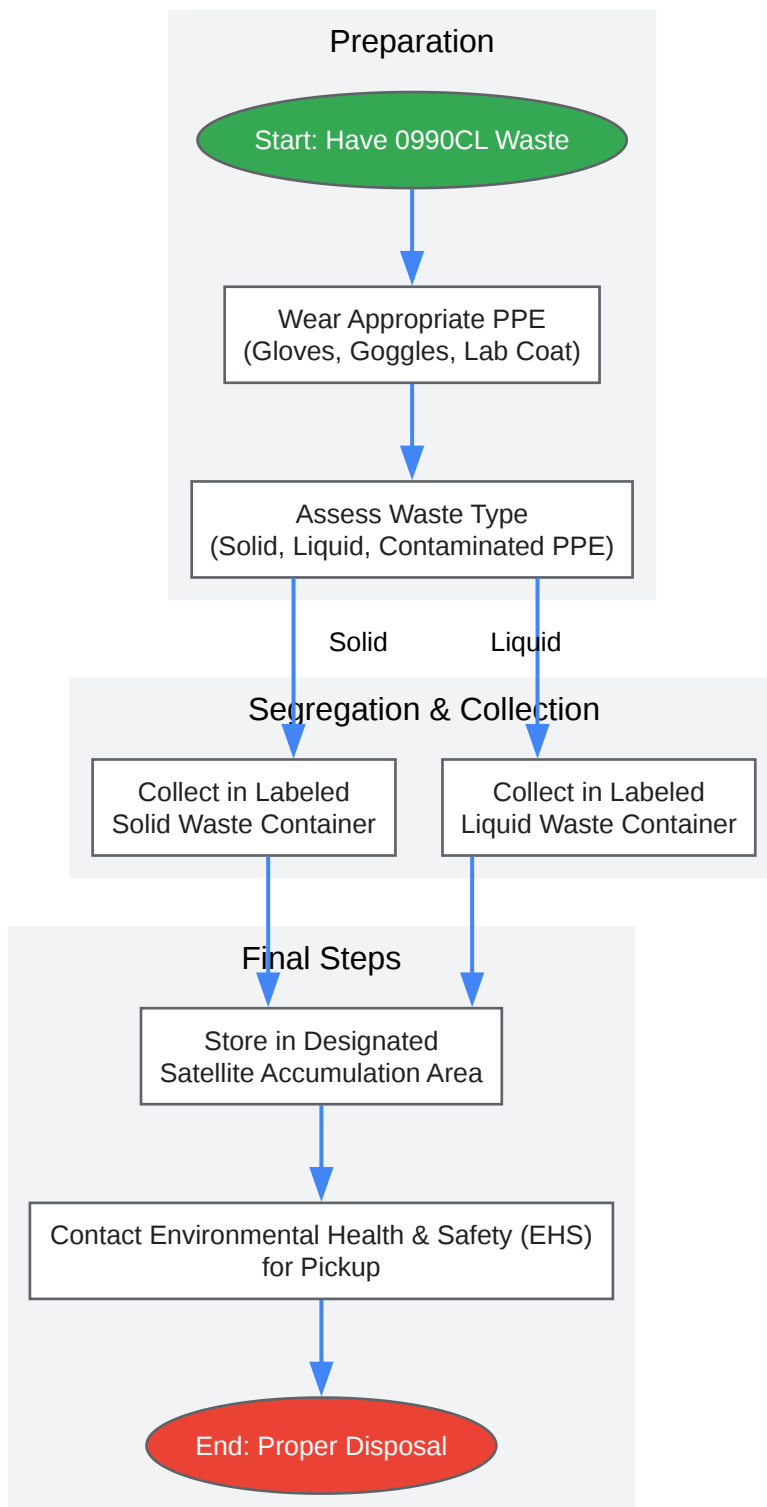 Preparation
Start: Have 0990CL Waste
Wear Appropriate PPE
(Gloves, Goggles, Lab Coat)
Assess Waste Type
(Solid, Liquid, Contaminated PPE)
Solid
Liquid
Segregation & Collection
Collect in Labeled
Solid Waste Container
Collect in Labeled
Liquid Waste Container
Final Steps
Store in Designated
Satellite Accumulation Area
Contact Environmental Health & Safety (EHS)
for Pickup
End: Proper Disposal